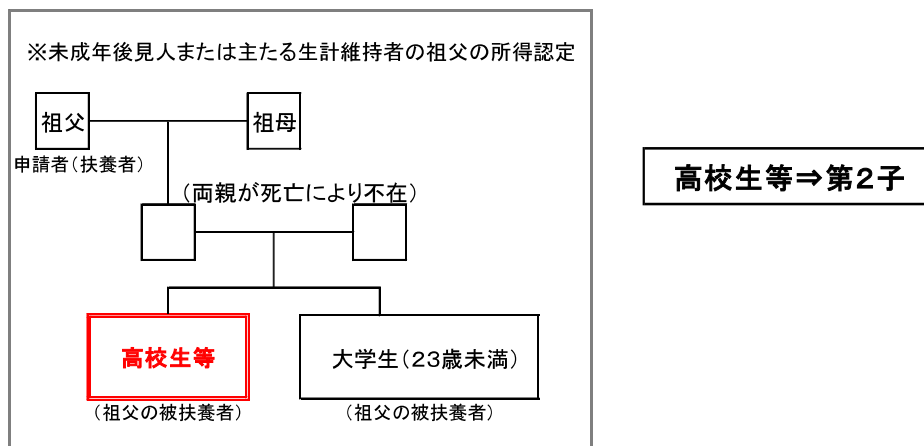 ※未成年後見人または主たる生計維持者の祖父の所得認定
祖父
祖母
申請者(扶養者)
(両親が死亡により不在)
高校生等⇒第2子
高校生等
大学生(23歳未満)
(祖父の被扶養者)
(祖父の被扶養者)